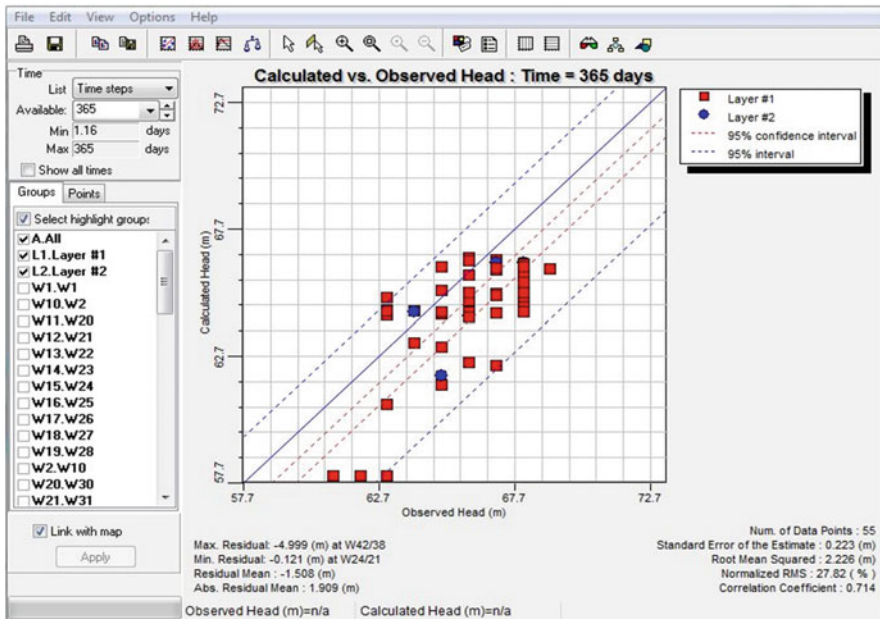 File Edit View Options Help
Time
List Time steps
Available: 365
Min 1.16 days
Max 365 days
Show all times
Groups Points
Select highlight group:
A.All
L1.Layer #1
L2.Layer #2
W1.W1
W10.W2
W11.W20
W12.W21
W13.W22
W14.W23
W15.W24
W16.W25
W17.W26
W18.W27
W19.W28
W2.W10
W20.W30
W21.W31
Link with map
Apply
Calculated vs. Observed Head : Time = 365 days
72.7
67.7
62.7
57.7
Calculated Head (m)
57.7 62.7 67.7 72.7
Observed Head (m)
Layer #1
Layer #2
95% confidence interval
95% interval
Max. Residual: -4.999 (m) at W42/38
Min. Residual: -0.121 (m) at W24/21
Residual Mean : -1.508 (m)
Abs. Residual Mean : 1.909 (m)
Num. of Data Points : 55
Standard Error of the Estimate : 0.223 (m)
Root Mean Squared : 2.226 (m)
Normalized RMS : 27.82 ( % )
Correlation Coefficient : 0.714
Observed Head (m)=n/a Calculated Head (m)=n/a